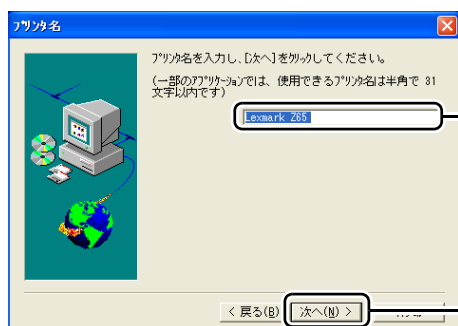 プリンタ名
プリンタ名を入力し、[次へ]をクリックしてください。
(一部のアプリケーションでは、使用できるプリンタ名は半角で 31
文字以内です)
Lexmark Z65
< 戻る(B)
次へ(N) >